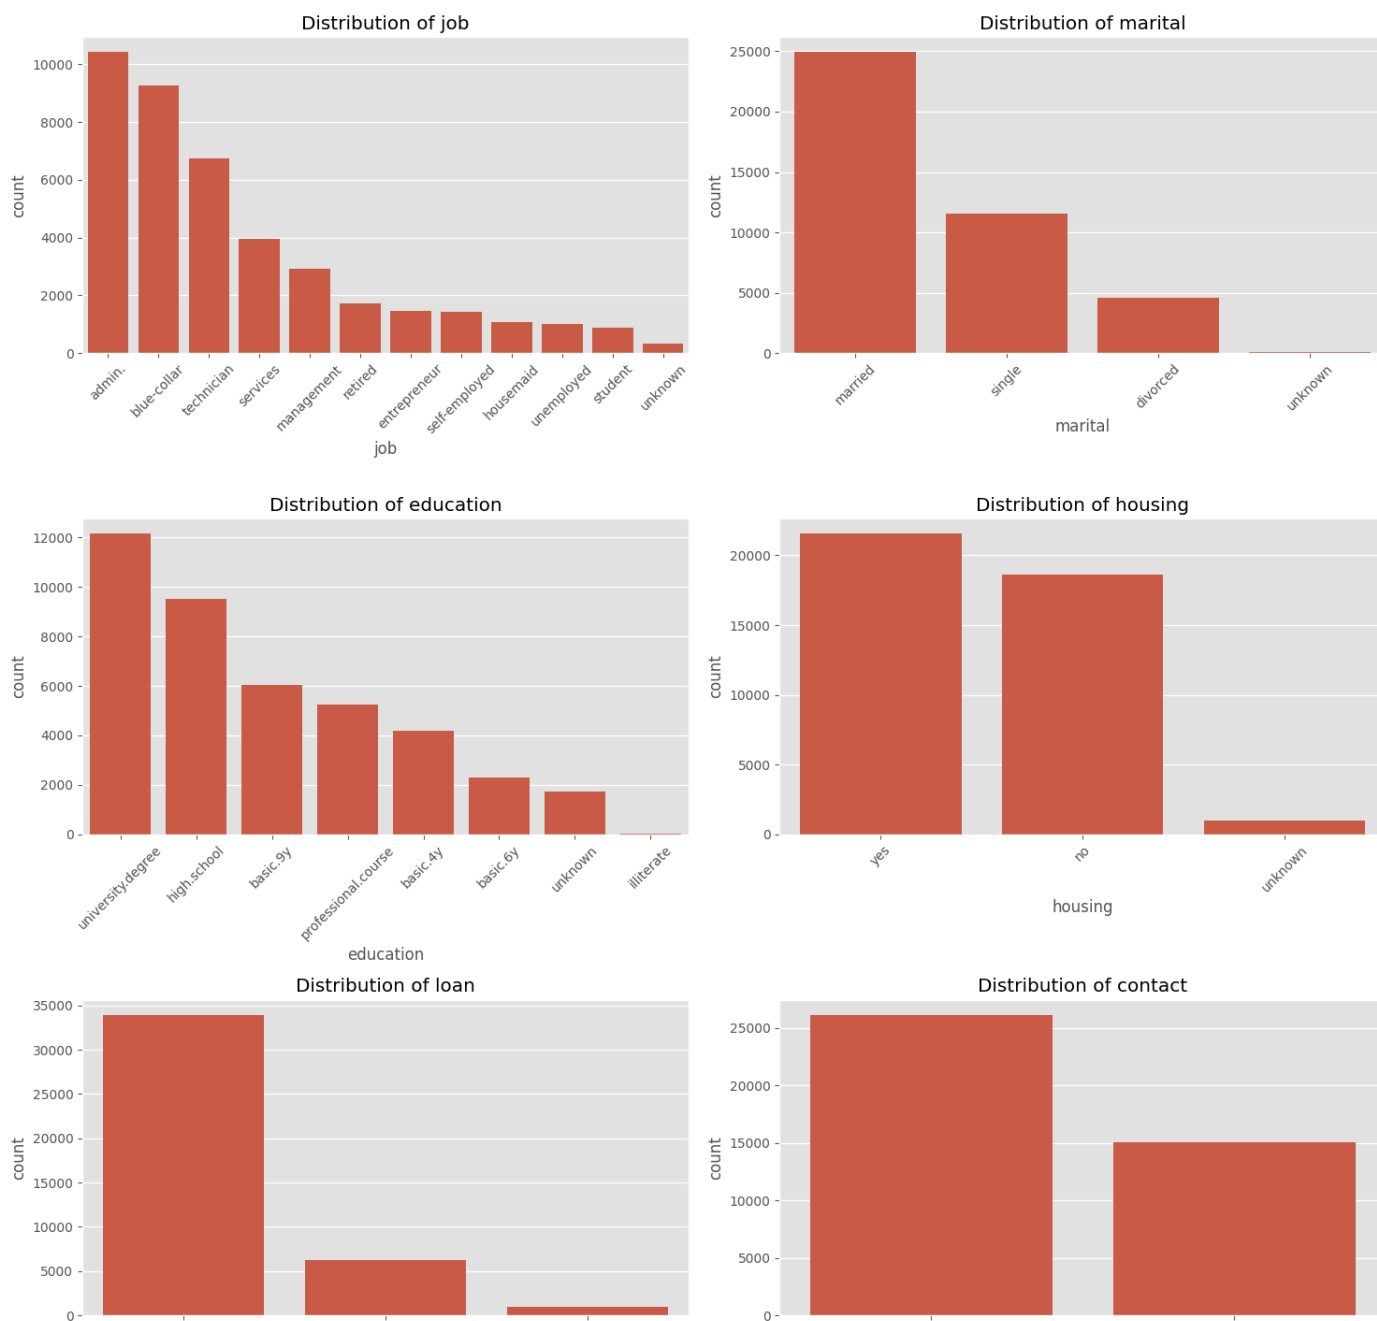 Distribution of job
10000
8000
6000
4000
2000
0
count
admin.
blue-collar
technician
services
management
retired
entrepreneur
self-employed
housemaid
unemployed
student
unknown
job
Distribution of marital
25000
20000
15000
10000
5000
0
count
married
single
divorced
unknown
marital
Distribution of education
12000
10000
8000
6000
4000
2000
0
count
university.degree
high.school
basic.9y
professional.course
basic.4y
basic.6y
unknown
illiterate
education
Distribution of housing
20000
15000
10000
5000
0
count
yes
no
unknown
housing
Distribution of loan
35000
30000
25000
20000
15000
10000
5000
0
count
Distribution of contact
25000
20000
15000
10000
5000
0
count